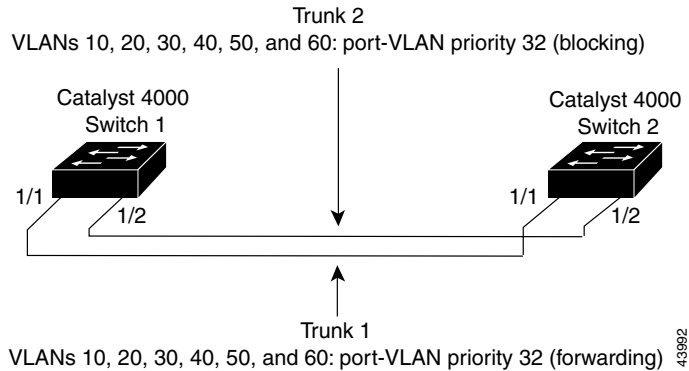 Trunk 2
VLANs 10, 20, 30, 40, 50, and 60: port-VLAN priority 32 (blocking)
Catalyst 4000
Switch 1
Catalyst 4000
Switch 2
1/1
1/2
1/1
1/2
Trunk 1
VLANs 10, 20, 30, 40, 50, and 60: port-VLAN priority 32 (forwarding)
43992